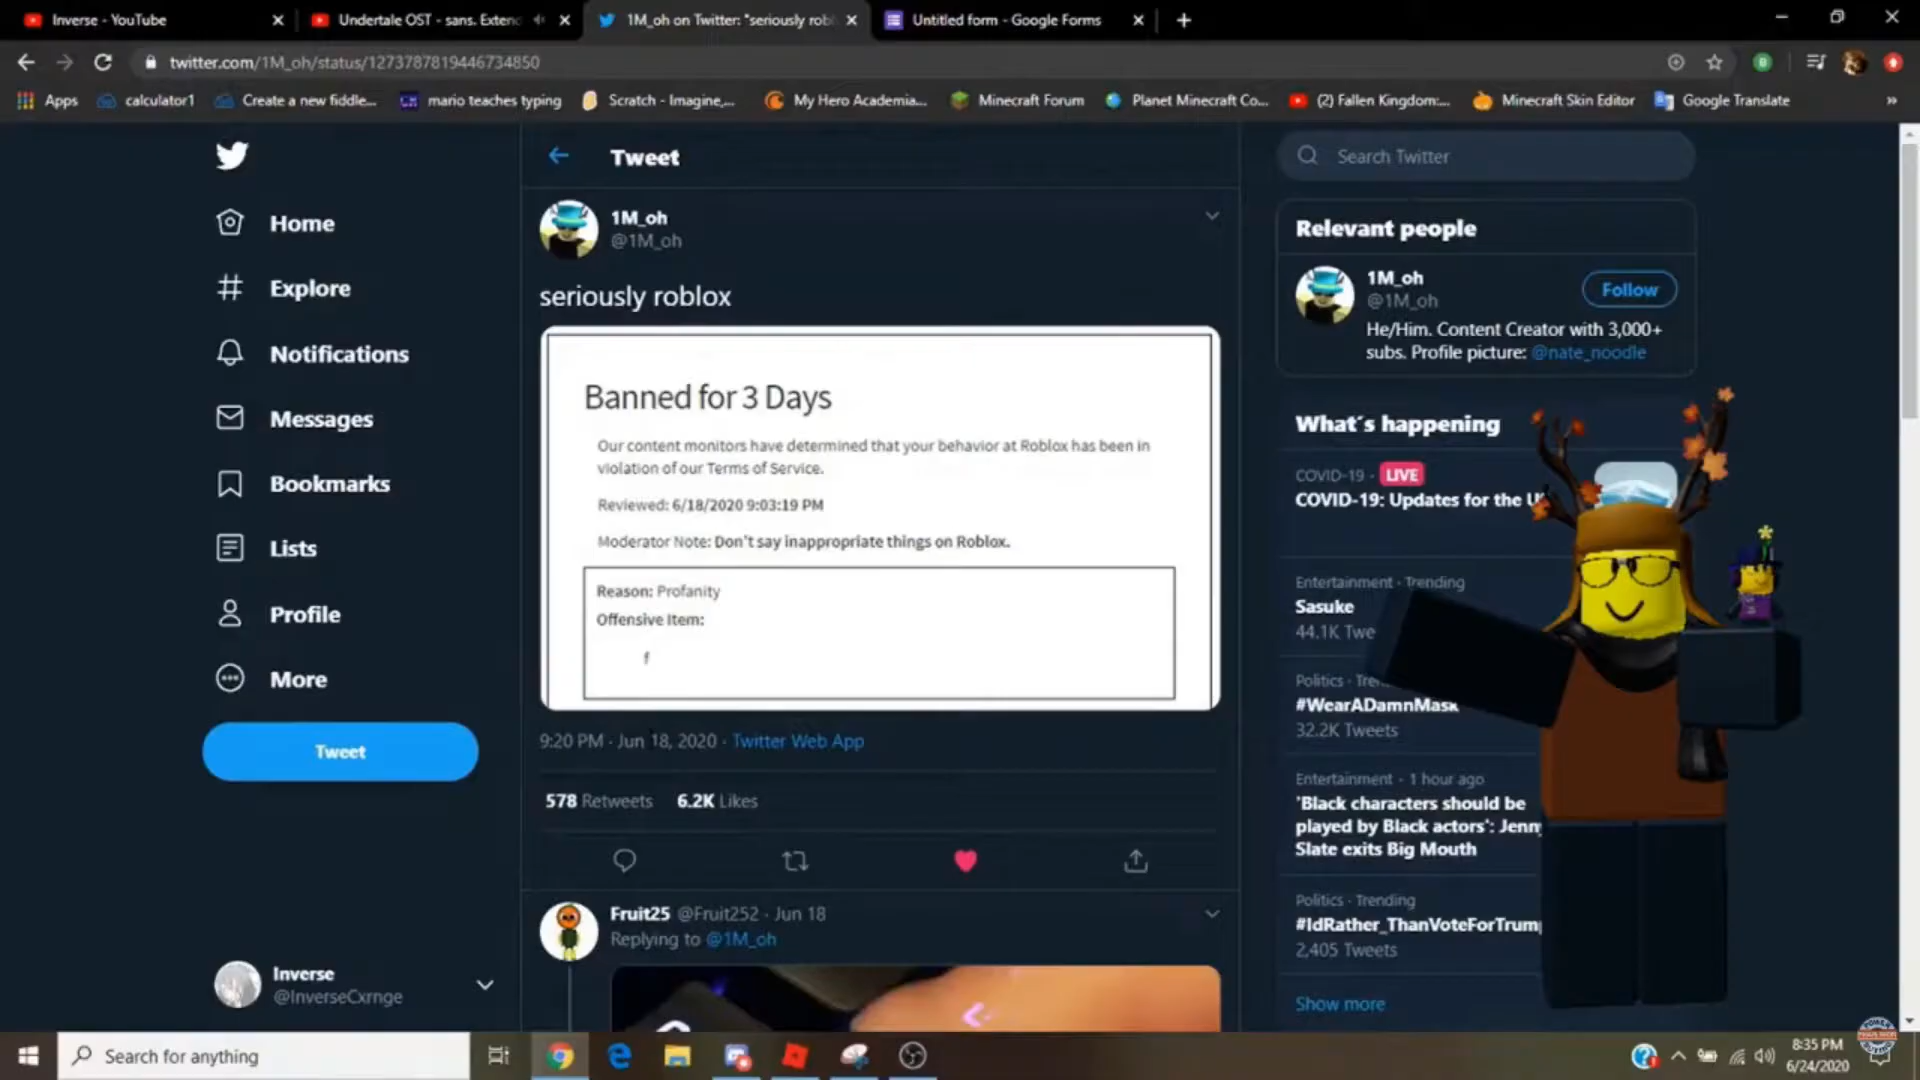 Inverse - YouTube
Undertale OST - sans. Extend
1M_oh on Twitter: "seriously rob
Untitled form - Google Forms
twitter.com/1M_oh/status/1273787819446734850
Apps
calculator1
Create a new fiddle...
mario teaches typing
Scratch - Imagine,...
My Hero Academia...
Minecraft Forum
Planet Minecraft Co...
(2) Fallen Kingdom:...
Minecraft Skin Editor
Google Translate
»
Home
Explore
Notifications
Messages
Bookmarks
Lists
Profile
More
Tweet
Inverse
@InverseCxrnge
Tweet
1M_oh
@1M_oh
seriously roblox
Banned for 3 Days
Our content monitors have determined that your behavior at Roblox has been in
violation of our Terms of Service.
Reviewed: 6/18/2020 9:03:19 PM
Moderator Note: Don't say inappropriate things on Roblox.
Reason: Profanity
Offensive Item:
f
9:20 PM · Jun 18, 2020 · Twitter Web App
578 Retweets 6.2K Likes
Fruit25 @Fruit252 · Jun 18
Replying to @1M_oh
Search Twitter
Relevant people
1M_oh
@1M_oh
Follow
He/Him. Content Creator with 3,000+
subs. Profile picture: @nate_noodle
What's happening
COVID-19 · LIVE
COVID-19: Updates for the U
Entertainment · Trending
Sasuke
44.1K Twe
Politics · Tren
#WearADamnMask
32.2K Tweets
Entertainment · 1 hour ago
'Black characters should be
played by Black actors': Jenn
Slate exits Big Mouth
Politics · Trending
#IdRather_ThanVoteForTrum
2,405 Tweets
Show more
Search for anything
8:35 PM
6/24/2020